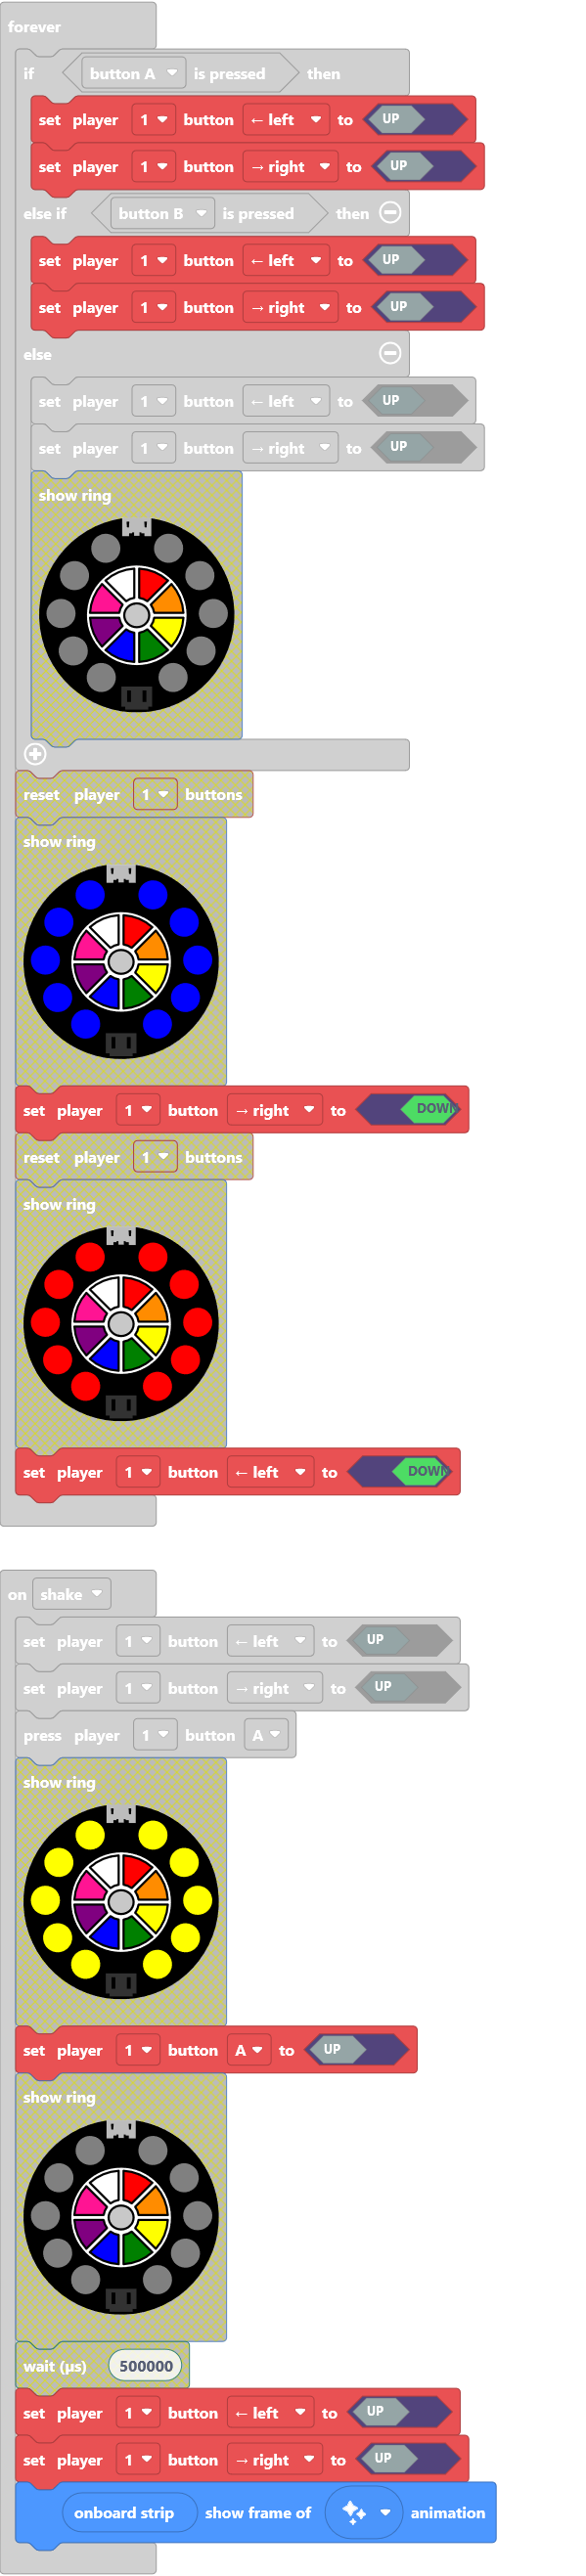 forever
if button A is pressed then
set player 1 button ← left to UP
set player 1 button → right to UP
else if button B is pressed then
set player 1 button ← left to UP
set player 1 button → right to UP
else
set player 1 button ← left to UP
set player 1 button → right to UP
show ring
reset player 1 buttons
show ring
set player 1 button → right to DOWN
reset player 1 buttons
show ring
set player 1 button ← left to DOWN
on shake
set player 1 button ← left to UP
set player 1 button → right to UP
press player 1 button A
show ring
set player 1 button A to UP
show ring
wait (µs) 500000
set player 1 button ← left to UP
set player 1 button → right to UP
onboard strip show frame of animation